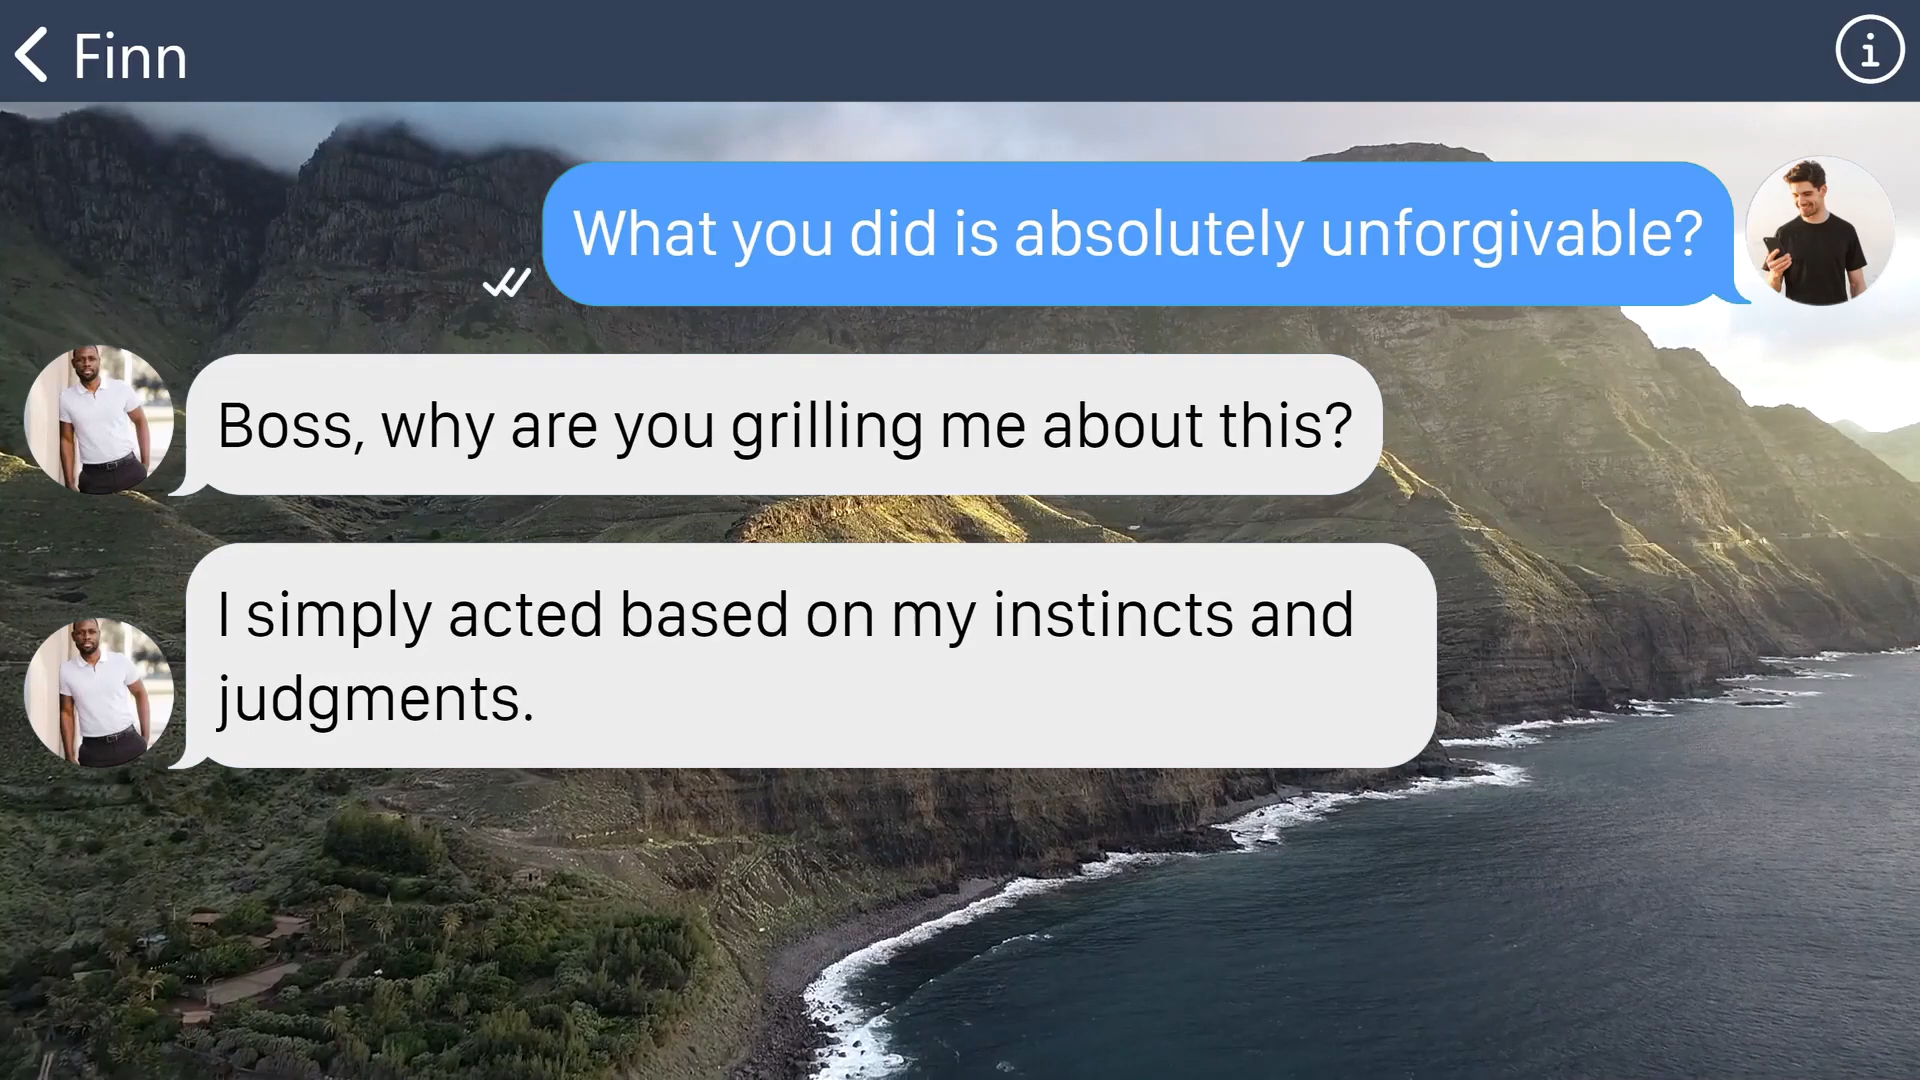 Finn
What you did is absolutely unforgivable?
Boss, why are you grilling me about this?
I simply acted based on my instincts and
judgments.